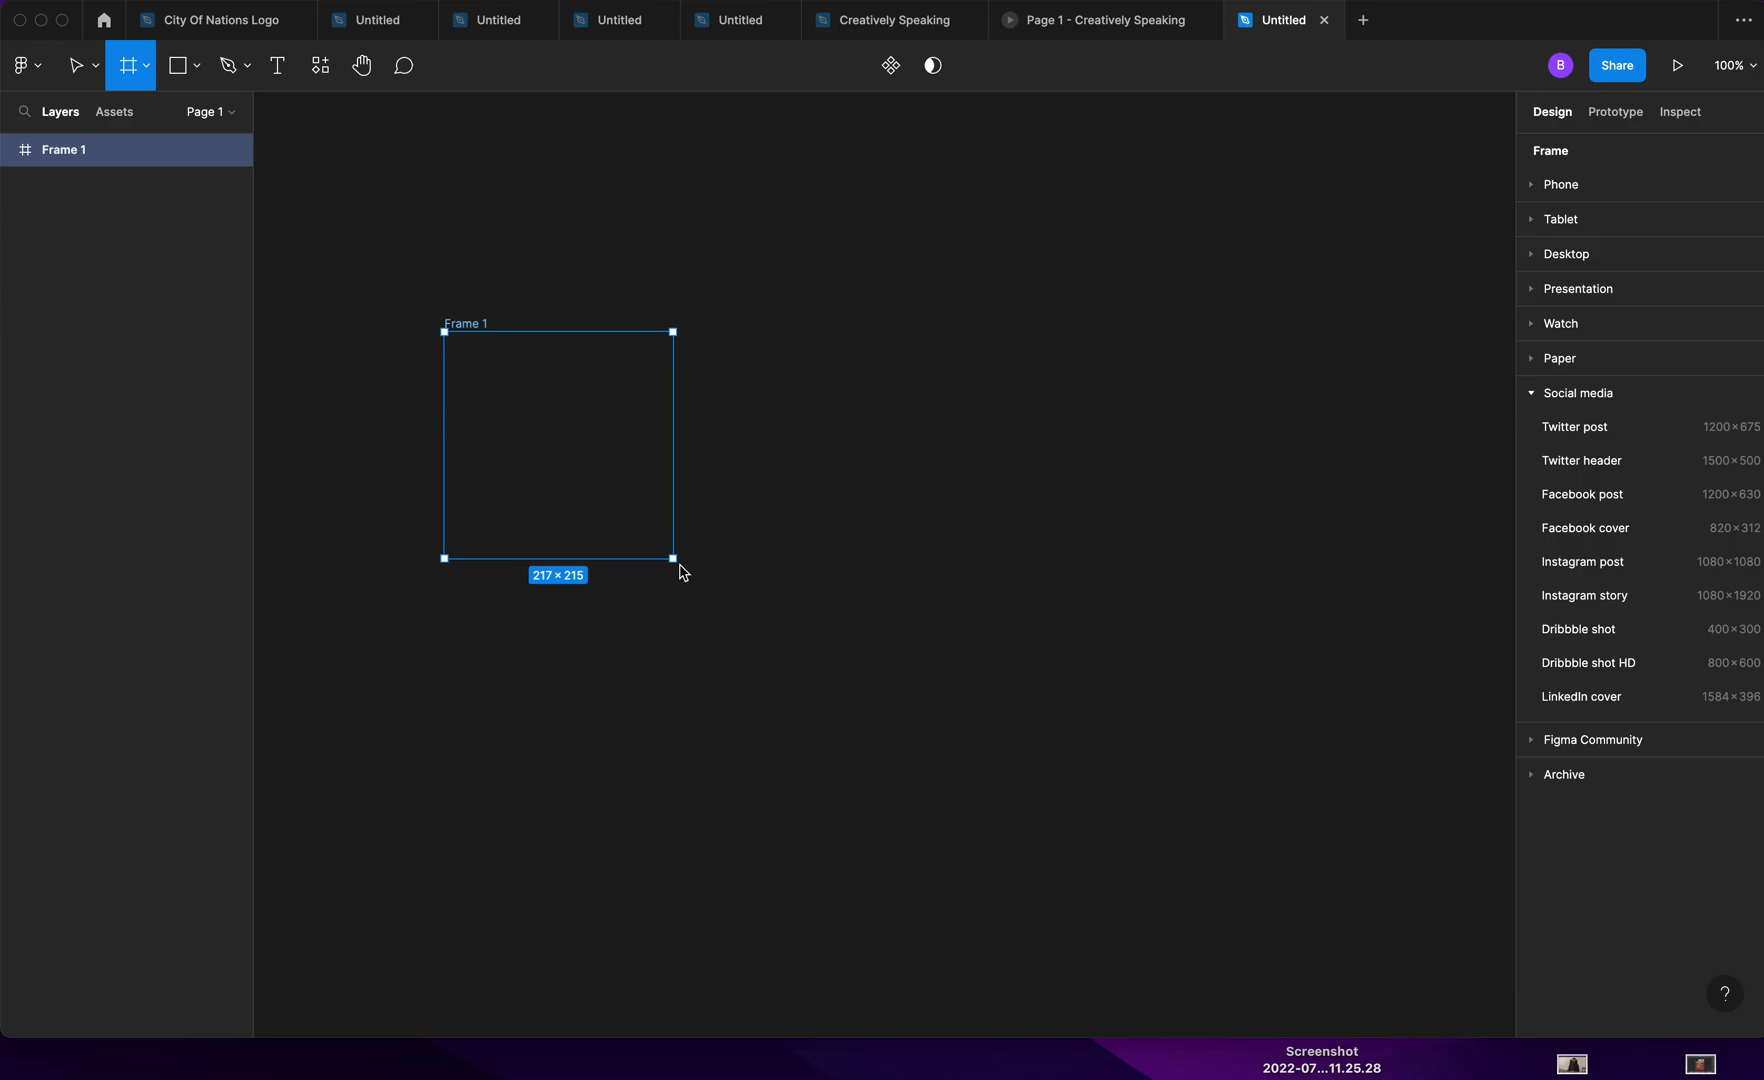 City Of Nations Logo
Untitled
Untitled
Untitled
Untitled
Creatively Speaking
Page 1 - Creatively Speaking
Untitled
B
Share
100%
Layers
Assets
Page 1
Frame 1
Design
Prototype
Inspect
Frame
Phone
Tablet
Desktop
Presentation
Watch
Paper
Social media
Twitter post 1200×675
Twitter header 1500×500
Facebook post 1200×630
Facebook cover 820×312
Instagram post 1080×1080
Instagram story 1080×1920
Dribbble shot 400×300
Dribbble shot HD 800×600
LinkedIn cover 1584×396
Figma Community
Archive
Frame 1
217 × 215
?
Screenshot
2022-07...11.25.28